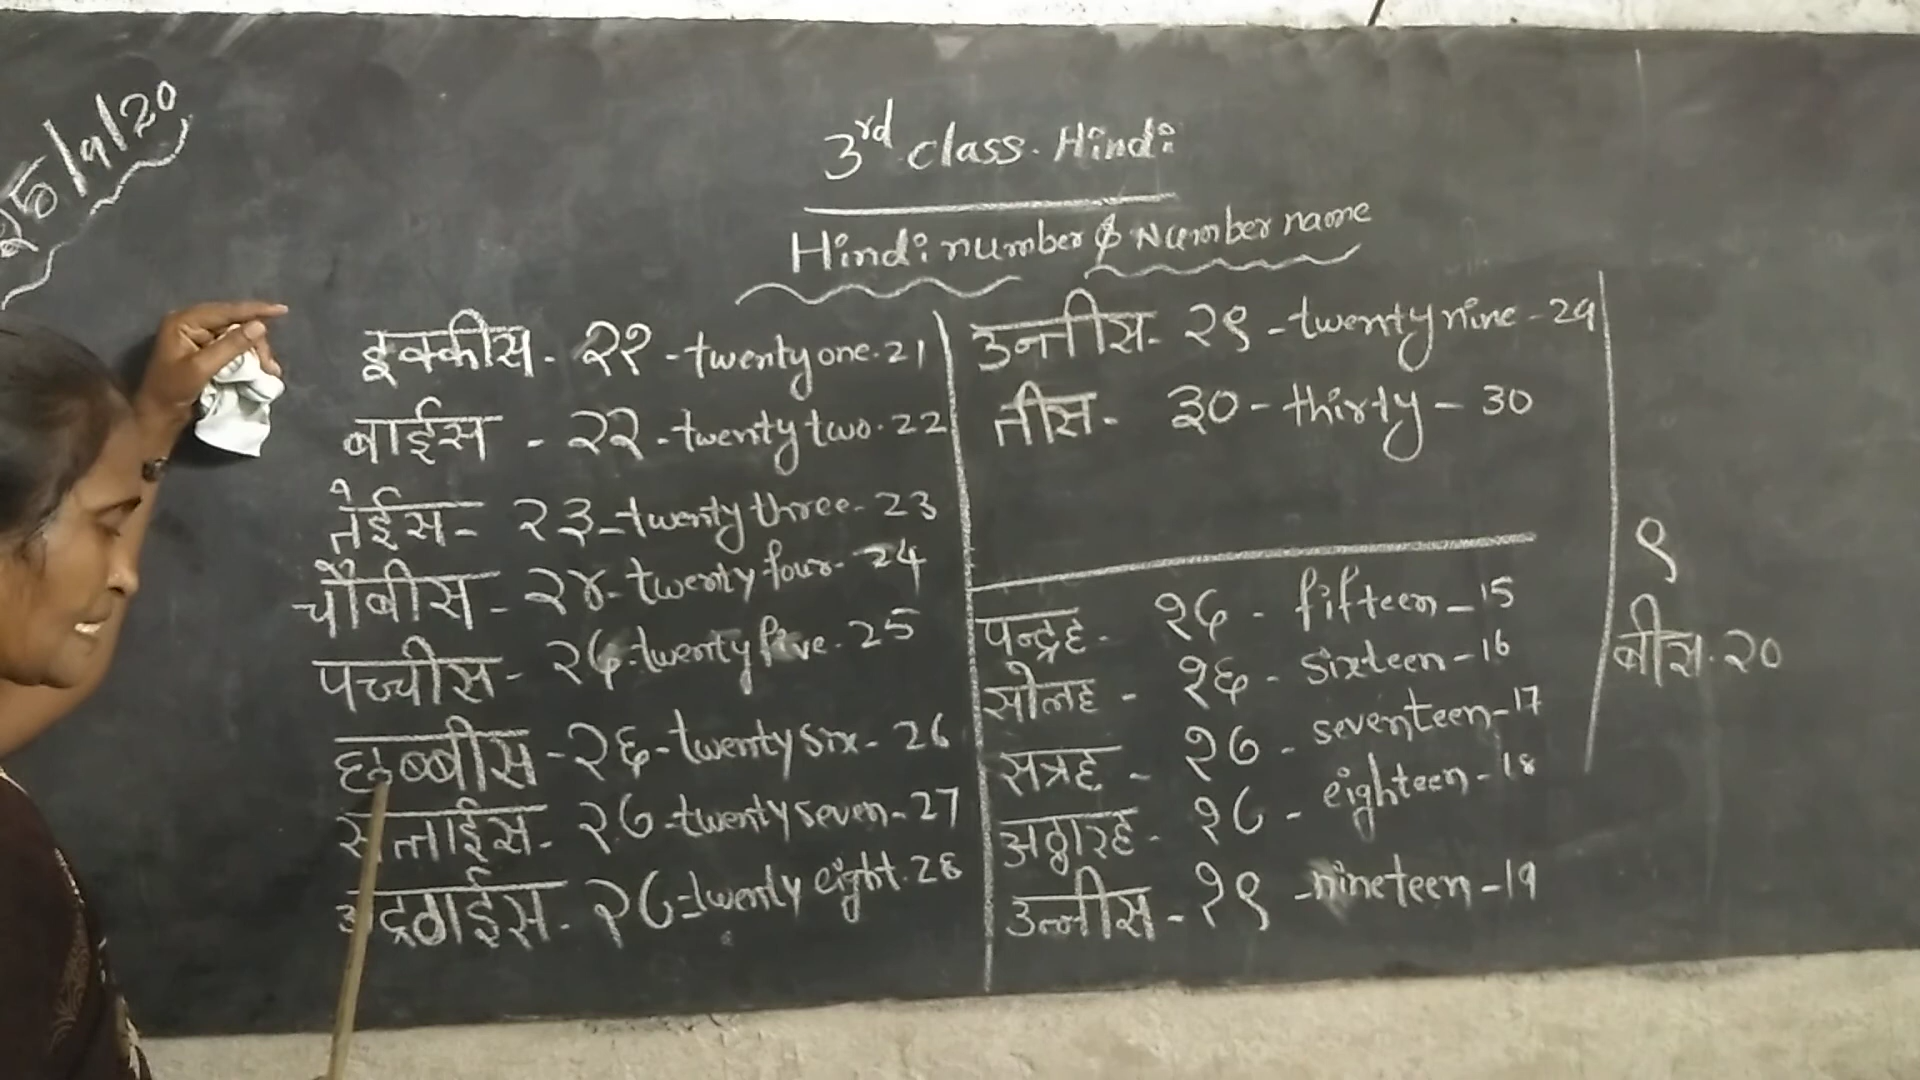 3rd class. Hindi
Hindi number & Number name
इक्कीस - २१ - twenty one. 21
बाईस - २२ - twenty two. 22
तेईस - २३ - twenty three - 23
चौबीस - २४ - twenty four - 24
पच्चीस - २५ - twenty five - 25
छब्बीस - २६ - twenty six - 26
सत्ताईस - २७ - twenty seven - 27
अट्ठाईस - २८ = twenty eight. 28
उन्तीस - २९ - twenty nine - 29
तीस - ३० - thirty - 30
पन्द्रह - १५ - fifteen - 15
सोलह - १६ - sixteen - 16
सत्रह - १७ - seventeen - 17
अठ्ठारह - १८ - eighteen - 18
उन्नीस - १९ - nineteen - 19
९
बीस. २०